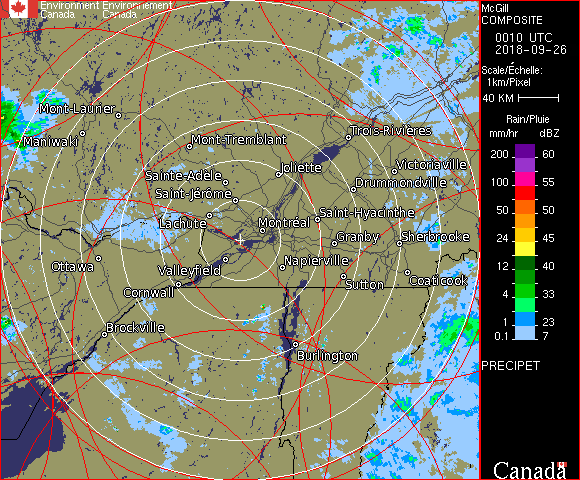 Environment Environnement
Canada Canada
McGill
COMPOSITE
0010 UTC
2018-09-26
Scale/Échelle:
1km/Pixel
40 KM
Rain/Pluie
mm/hr dBZ
200 60
100 55
50 50
24 45
12 40
4 33
2 30
1 23
0.1 7
PRECIPET
Canada
Mont-Laurier
Maniwaki
Mont-Tremblant
Trois-Rivières
Joliette
Victoriaville
Sainte-Adèle
Drummondville
Saint-Jérôme
Saint-Hyacinthe
Lachute
Montréal
Granby
Sherbrooke
Ottawa
Valleyfield
Napierville
Cornwall
Sutton
Coaticook
Brockville
Burlington